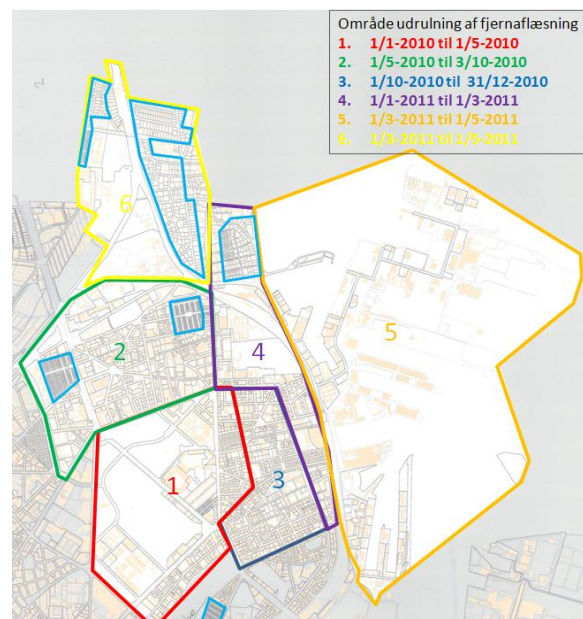 Område udrulning af fjernaflæsning
1. 1/1-2010 til 1/5-2010
2. 1/5-2010 til 3/10-2010
3. 1/10-2010 til 31/12-2010
4. 1/1-2011 til 1/3-2011
5. 1/3-2011 til 1/5-2011
6. 1/3-2011 til 1/5-2011
6
5
2
4
1
3